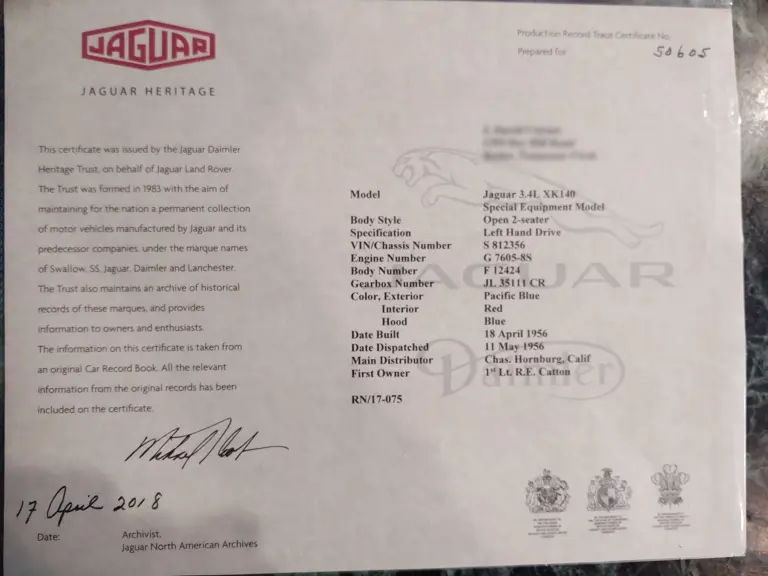 JAGUAR
JAGUAR HERITAGE
Production Record Trace Certificate No.
Prepared for
50605
This certificate was issued by the Jaguar Daimler
Heritage Trust, on behalf of Jaguar Land Rover.
The Trust was formed in 1983 with the aim of
maintaining for the nation a permanent collection
of motor vehicles manufactured by Jaguar and its
predecessor companies, under the marque names
of Swallow, SS, Jaguar, Daimler and Lanchester.
The Trust also maintains an archive of historical
records of these marques, and provides
information to owners and enthusiasts.
The information on this certificate is taken from
an original Car Record Book. All the relevant
information from the original records has been
included on the certificate.
Model Jaguar 3.4L XK140
Special Equipment Model
Body Style Open 2-seater
Specification Left Hand Drive
VIN/Chassis Number S 812356
Engine Number G 7605-8S
Body Number F 12424
Gearbox Number JL 35111 CR
Color, Exterior Pacific Blue
Interior Red
Hood Blue
Date Built 18 April 1956
Date Dispatched 11 May 1956
Main Distributor Chas. Hornburg, Calif
First Owner 1st Lt. R.E. Catton
RN/17-075
JAGUAR
Daimler
17 April 2018
Date:
Archivist,
Jaguar North American Archives